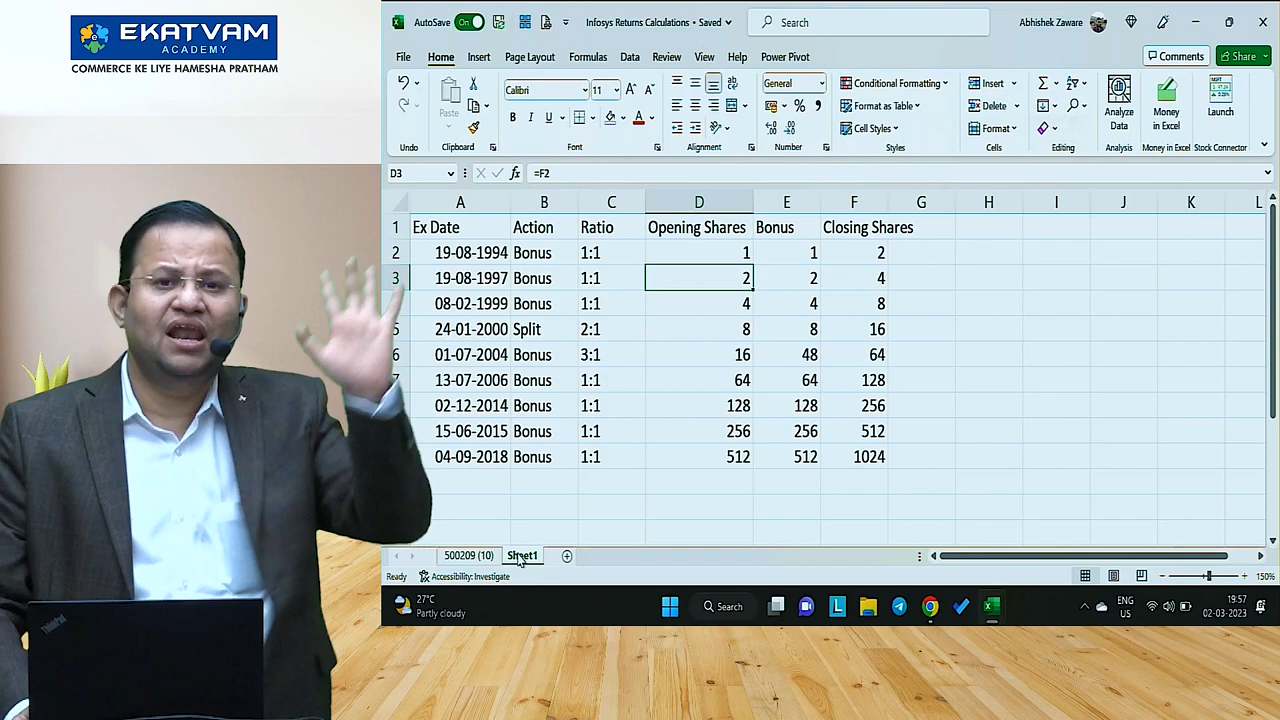 EKATVAM
ACADEMY
COMMERCE KE LIYE HAMESHA PRATHAM
AutoSave On Infosys Returns Calculations • Saved Search Abhishek Zaware
File Home Insert Page Layout Formulas Data Review View Help Power Pivot Comments Share
Calibri 11 General Conditional Formatting Insert
Paste Format as Table Delete Analyze Data Money in Excel Launch
B I U A Cell Styles Format
Undo Clipboard Font Alignment Number Styles Cells Editing Analysis Money in Excel Stock Connector
D3 fx =F2
A B C D E F G H I J K L
1 Ex Date Action Ratio Opening Shares Bonus Closing Shares
2 19-08-1994 Bonus 1:1 1 1 2
3 19-08-1997 Bonus 1:1 2 2 4
08-02-1999 Bonus 1:1 4 4 8
5 24-01-2000 Split 2:1 8 8 16
6 01-07-2004 Bonus 3:1 16 48 64
7 13-07-2006 Bonus 1:1 64 64 128
02-12-2014 Bonus 1:1 128 128 256
15-06-2015 Bonus 1:1 256 256 512
04-09-2018 Bonus 1:1 512 512 1024
500209 (10) Sheet1
Ready Accessibility: Investigate 150%
27°C
Partly cloudy
Search
L
ENG
US
19:57
02-03-2023
ThinkPad